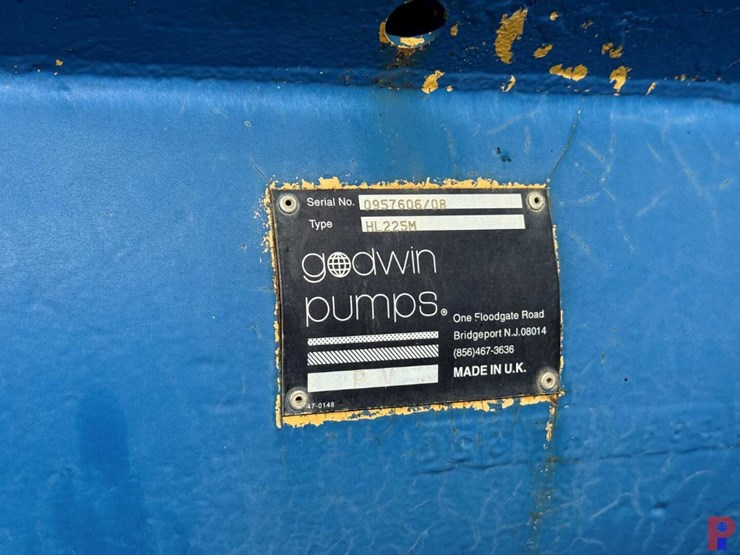 Serial No. 0957606/08
Type HL225M
godwin
pumps®
One Floodgate Road
Bridgeport N.J. 08014
(856)467-3636
MADE IN U.K.
47-0148